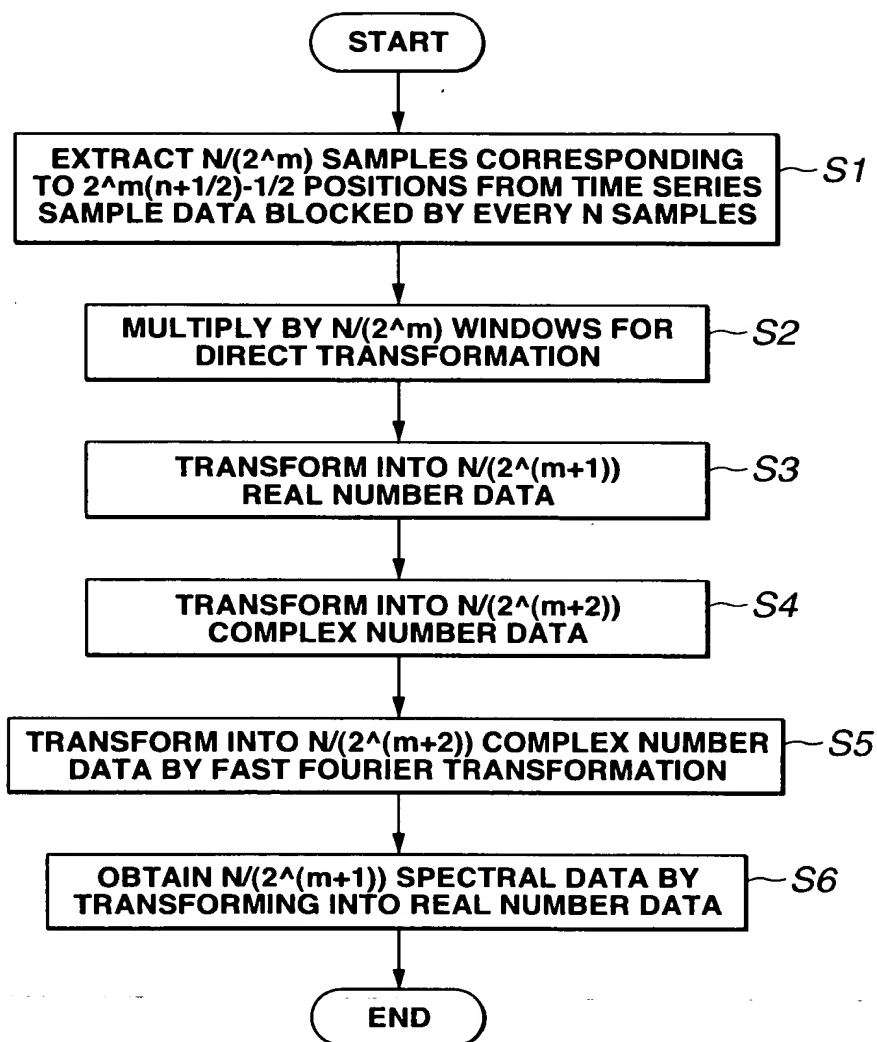 START
EXTRACT N/(2^m) SAMPLES CORRESPONDING
TO 2^m(n+1/2)-1/2 POSITIONS FROM TIME SERIES
SAMPLE DATA BLOCKED BY EVERY N SAMPLES
S1
MULTIPLY BY N/(2^m) WINDOWS FOR
DIRECT TRANSFORMATION
S2
TRANSFORM INTO N/(2^(m+1))
REAL NUMBER DATA
S3
TRANSFORM INTO N/(2^(m+2))
COMPLEX NUMBER DATA
S4
TRANSFORM INTO N/(2^(m+2)) COMPLEX NUMBER
DATA BY FAST FOURIER TRANSFORMATION
S5
OBTAIN N/(2^(m+1)) SPECTRAL DATA BY
TRANSFORMING INTO REAL NUMBER DATA
S6
END